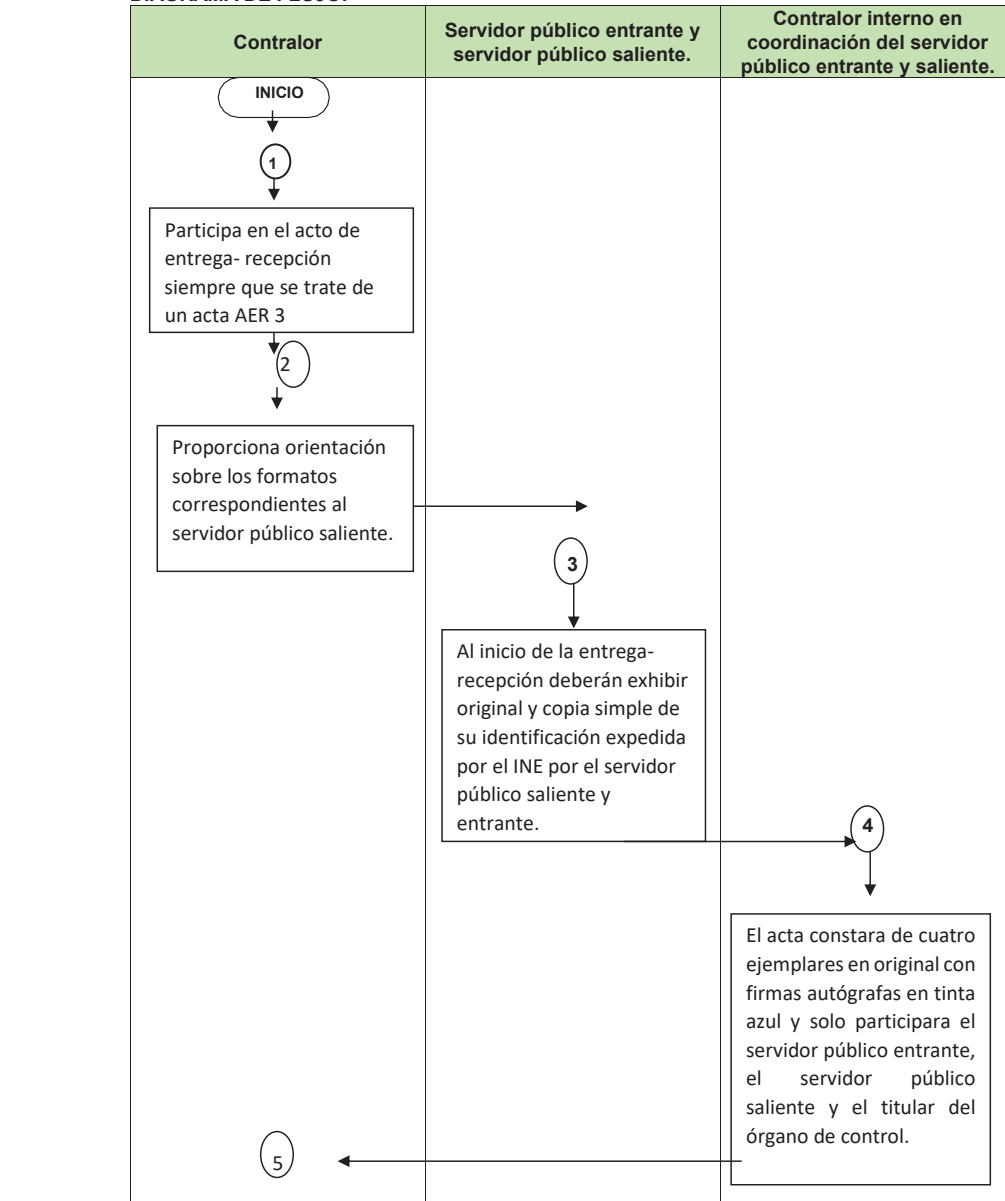 Contralor
Servidor público entrante y
servidor público saliente.
Contralor interno en
coordinación del servidor
público entrante y saliente.
INICIO
1
Participa en el acto de
entrega- recepción
siempre que se trate de
un acta AER 3
2
Proporciona orientación
sobre los formatos
correspondientes al
servidor público saliente.
3
Al inicio de la entrega-
recepción deberán exhibir
original y copia simple de
su identificación expedida
por el INE por el servidor
público saliente y
entrante.
4
El acta constara de cuatro
ejemplares en original con
firmas autógrafas en tinta
azul y solo participara el
servidor público entrante,
el servidor público
saliente y el titular del
órgano de control.
5